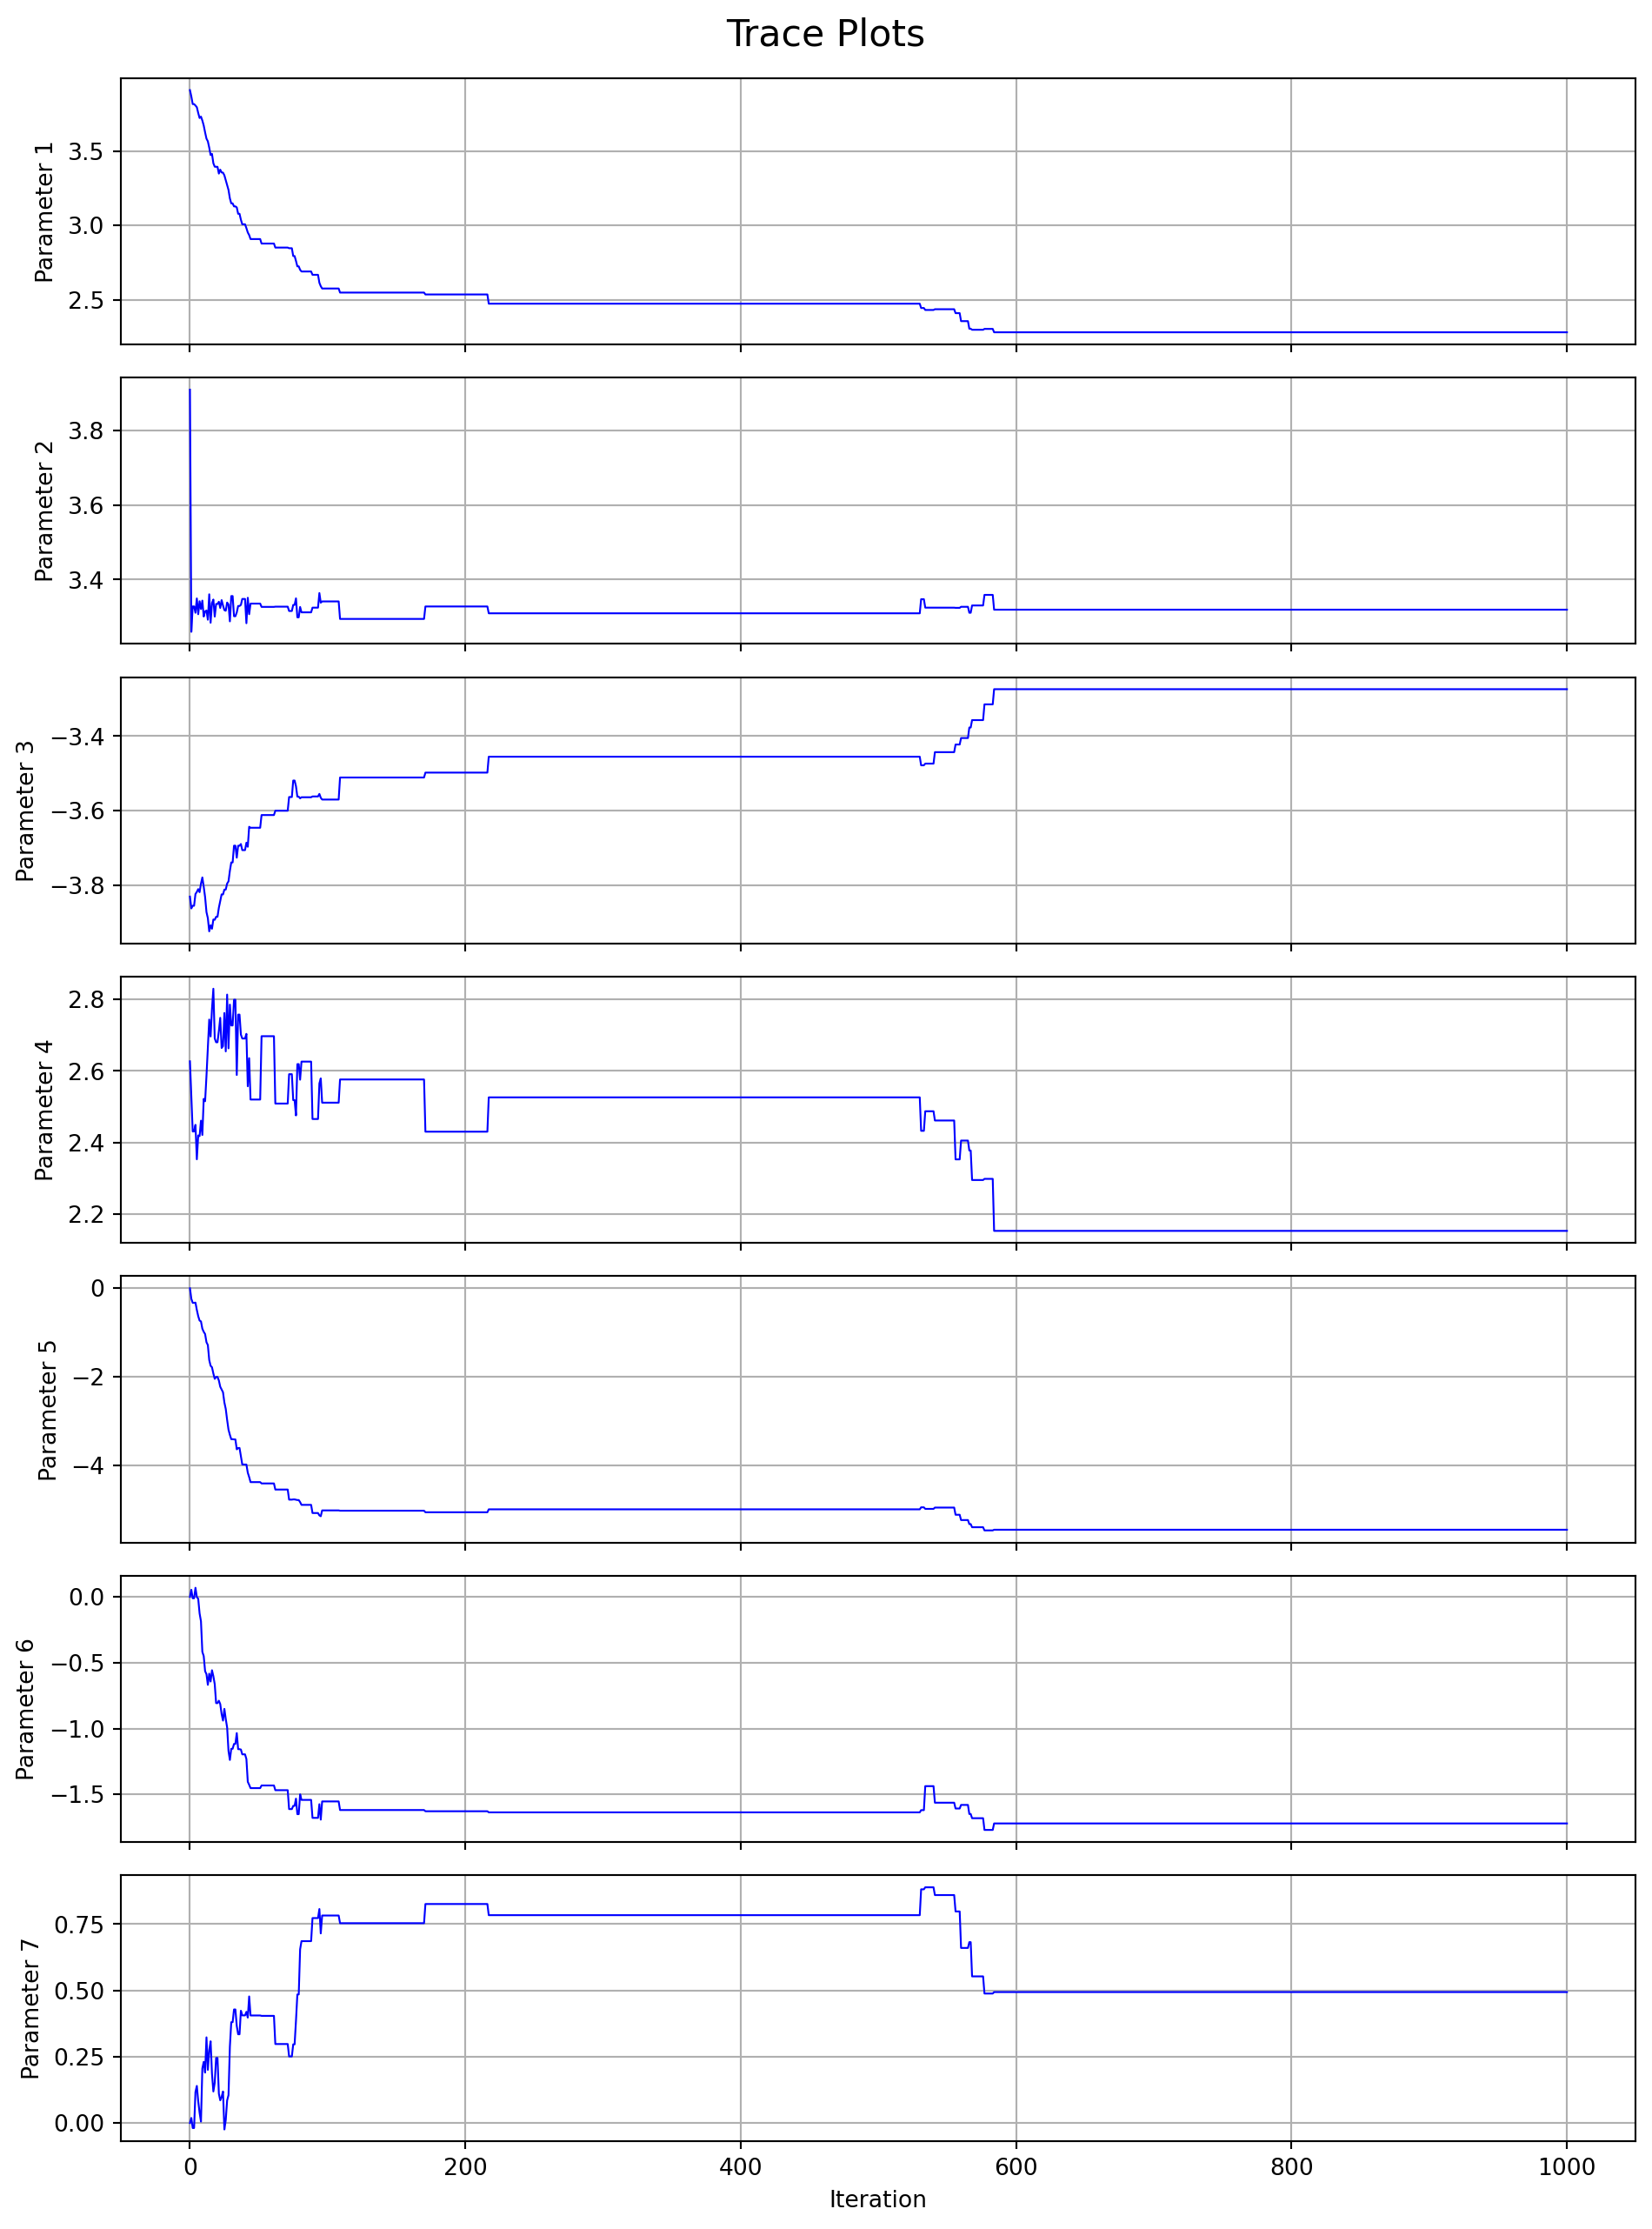 Trace Plots
Parameter 1
3.5
3.0
2.5
Parameter 2
3.8
3.6
3.4
Parameter 3
−3.4
−3.6
−3.8
Parameter 4
2.8
2.6
2.4
2.2
Parameter 5
0
−2
−4
Parameter 6
0.0
−0.5
−1.0
−1.5
Parameter 7
0.75
0.50
0.25
0.00
0 200 400 600 800 1000
Iteration